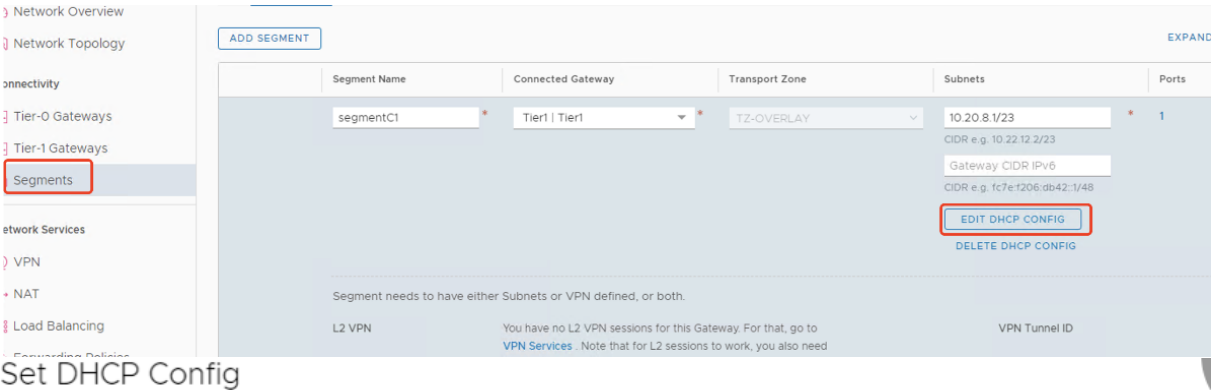 Network Overview
Network Topology
ADD SEGMENT
EXPAND
Segment Name Connected Gateway Transport Zone Subnets Ports
onnectivity
Tier-0 Gateways
segmentC1 * Tier1 | Tier1 * TZ-OVERLAY 10.20.8.1/23 * 1
CIDR e.g. 10.22.12.2/23
Tier-1 Gateways
Gateway CIDR IPv6
Segments
CIDR e.g. fc7e:f206:db42::1/48
EDIT DHCP CONFIG
etwork Services
DELETE DHCP CONFIG
VPN
NAT
Segment needs to have either Subnets or VPN defined, or both.
Load Balancing
L2 VPN You have no L2 VPN sessions for this Gateway. For that, go to VPN Tunnel ID
VPN Services . Note that for L2 sessions to work, you also need
Forwarding Policies
Set DHCP Config